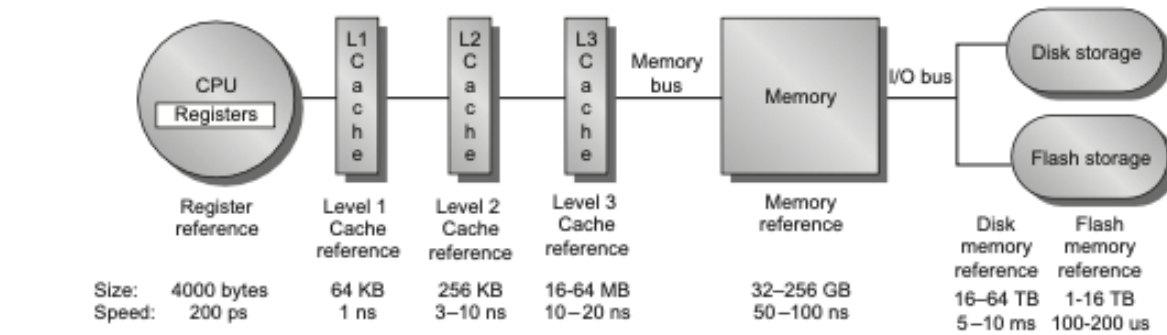 CPU
Registers
L1
C
a
c
h
e
L2
C
a
c
h
e
L3
C
a
c
h
e
Memory
bus
Memory
I/O bus
Disk storage
Flash storage
Register
reference
Level 1
Cache
reference
Level 2
Cache
reference
Level 3
Cache
reference
Memory
reference
Disk
memory
reference
Flash
memory
reference
Size: 4000 bytes 64 KB 256 KB 16-64 MB 32–256 GB 16–64 TB 1-16 TB
Speed: 200 ps 1 ns 3–10 ns 10–20 ns 50–100 ns 5–10 ms 100-200 us